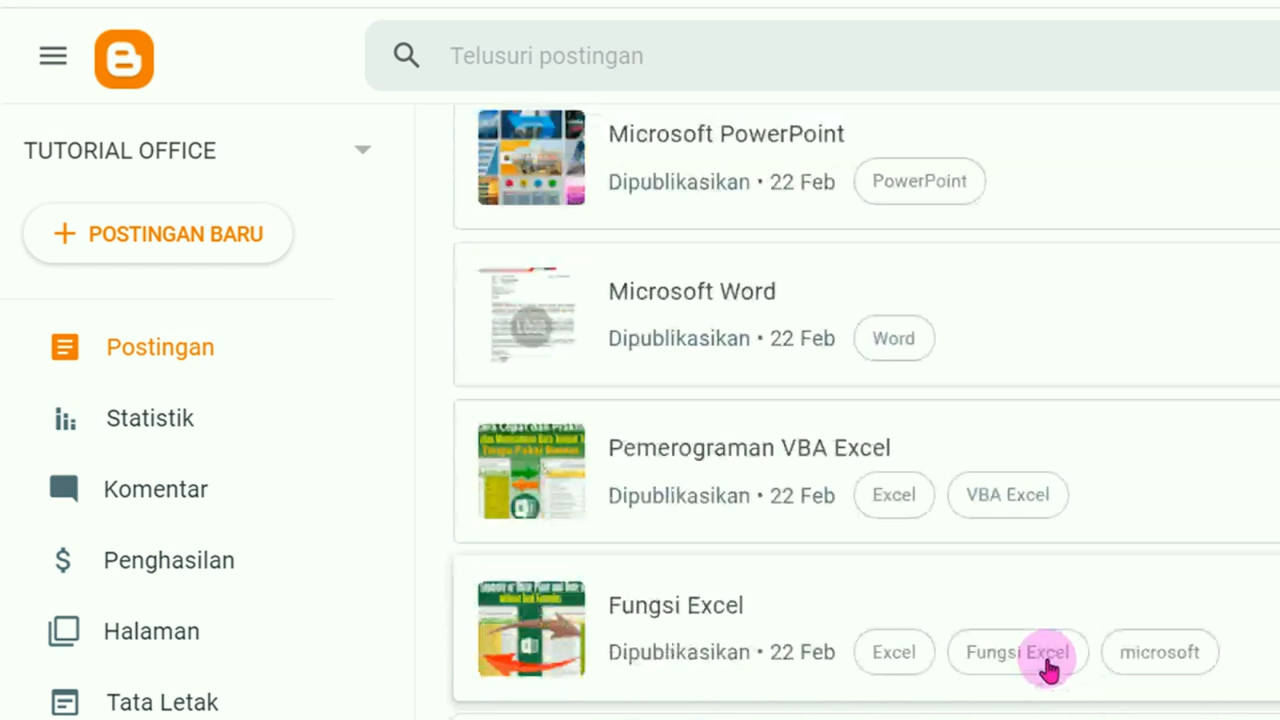 Telusuri postingan
TUTORIAL OFFICE
POSTINGAN BARU
Postingan
Statistik
Komentar
Penghasilan
Halaman
Tata Letak
Microsoft PowerPoint
Dipublikasikan • 22 Feb PowerPoint
Microsoft Word
Dipublikasikan • 22 Feb Word
Pemerograman VBA Excel
Dipublikasikan • 22 Feb Excel VBA Excel
Fungsi Excel
Dipublikasikan • 22 Feb Excel Fungsi Excel microsoft